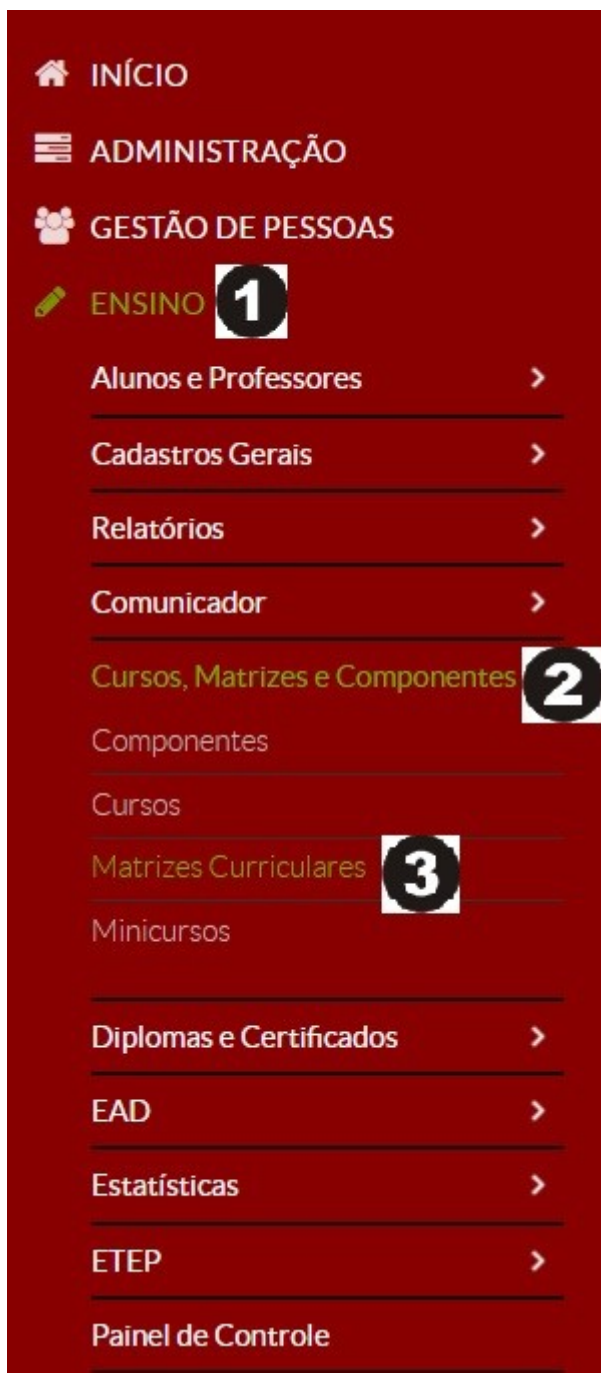 INÍCIO
ADMINISTRAÇÃO
GESTÃO DE PESSOAS
ENSINO 1
Alunos e Professores
Cadastros Gerais
Relatórios
Comunicador
Cursos, Matrizes e Componentes 2
Componentes
Cursos
Matrizes Curriculares 3
Minicursos
Diplomas e Certificados
EAD
Estatísticas
ETEP
Painel de Controle